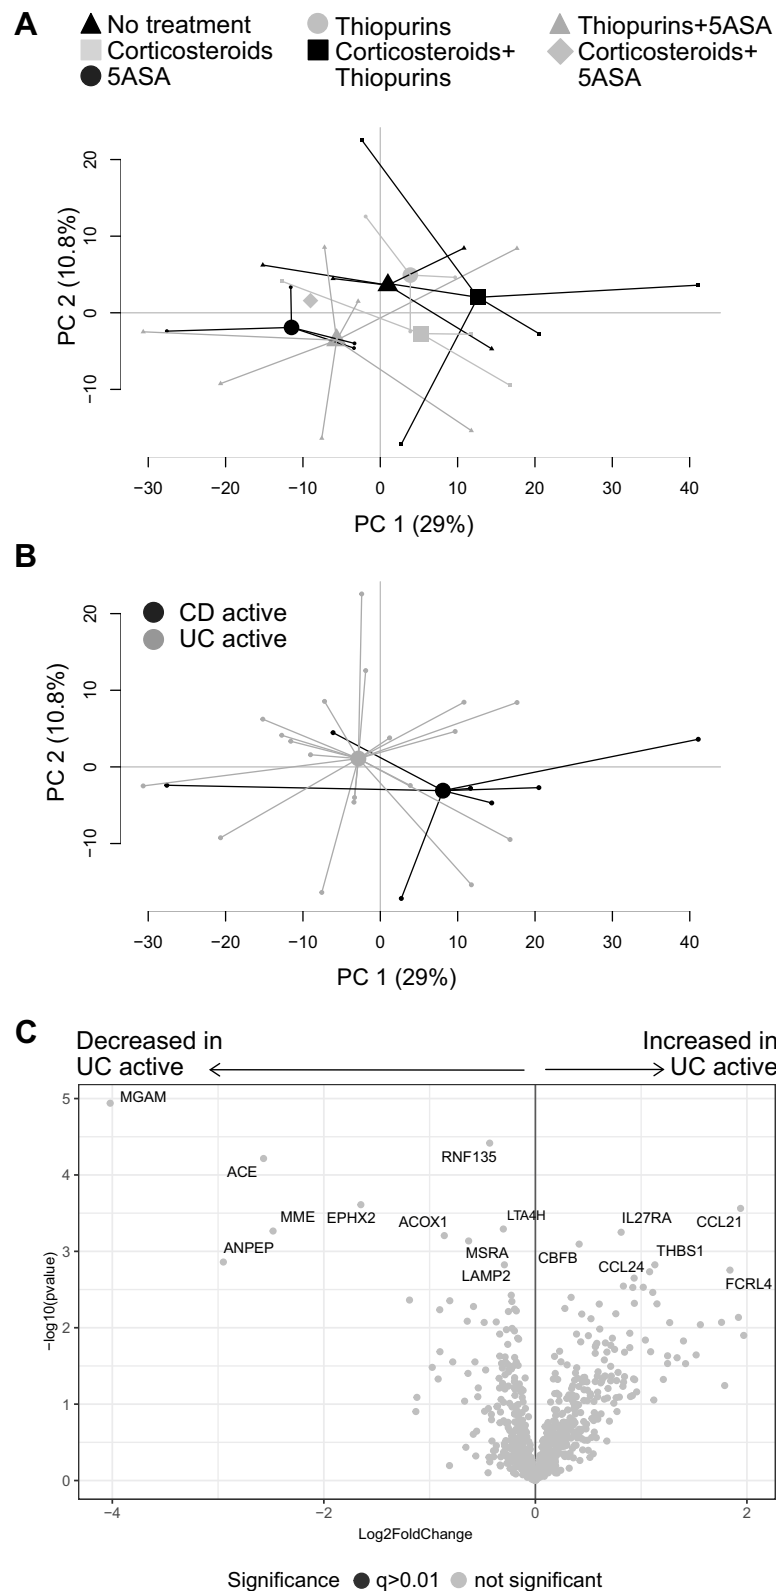 A
No treatment
Thiopurins
Thiopurins+5ASA
Corticosteroids
Corticosteroids+
Thiopurins
Corticosteroids+
5ASA
5ASA
20
10
0
−10
PC 2 (10.8%)
−30 −20 −10 0 10 20 30 40
PC 1 (29%)
B
CD active
UC active
20
10
0
−10
PC 2 (10.8%)
−30 −20 −10 0 10 20 30 40
PC 1 (29%)
C
Decreased in
UC active
Increased in
UC active
5
4
3
2
1
0
−log10(pvalue)
MGAM
RNF135
ACE
MME
EPHX2
ACOX1
LTA4H
IL27RA
CCL21
ANPEP
MSRA
CBFB
THBS1
LAMP2
CCL24
FCRL4
−4 −2 0 2
Log2FoldChange
Significance q>0.01 not significant